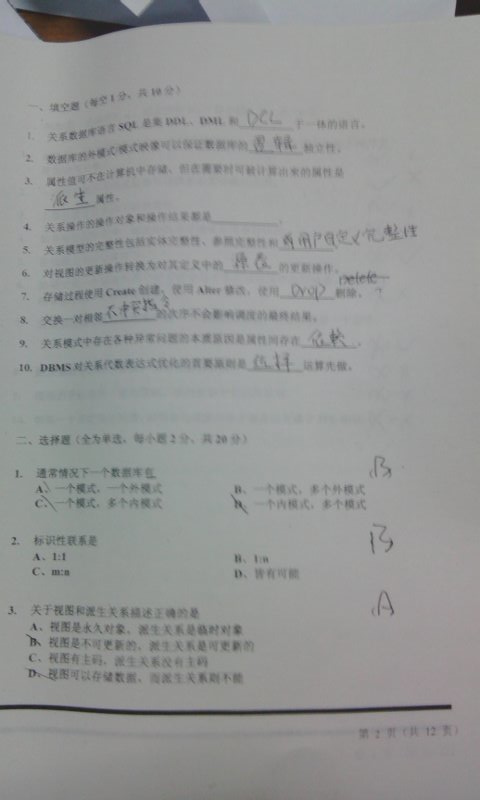 一、填空题（每空1分，共10分）
1. 关系数据库语言SQL是集DDL、DML和 DCL 于一体的语言。
2. 数据库的外模式/模式映像可以保证数据库的 逻辑 独立性。
3. 属性值可不在计算机中存储，但在需要时可被计算出来的属性是
派生 属性。
4. 关系操作的操作对象和操作结果都是________。
5. 关系模型的完整性包括实体完整性、参照完整性和 用户自定义完整性
6. 对视图的更新操作转换为对其定义中的 基表 的更新操作。
Delete
7. 存储过程使用Create创建，使用Alter修改，使用 Drop 删除。?
8. 交换一对相邻 不冲突指令 的次序不会影响调度的最终结果。
9. 关系模式中存在各种异常问题的本质原因是属性间存在 依赖 。
10. DBMS对关系代数表达式优化的首要原则是 选择 运算先做。
二、选择题（全为单选，每小题2分，共20分）
1. 通常情况下一个数据库包 B
A、一个模式，一个外模式 B、一个模式，多个外模式
C、一个模式，多个内模式 D、一个内模式，多个模式
2. 标识性联系是 B
A、1:1 B、1:n
C、m:n D、皆有可能
3. 关于视图和派生关系描述正确的是 A
A、视图是永久对象，派生关系是临时对象
B、视图是不可更新的，派生关系是可更新的
C、视图有主码，派生关系没有主码
D、视图可以存储数据，而派生关系则不能
第 2 页（共 12 页）